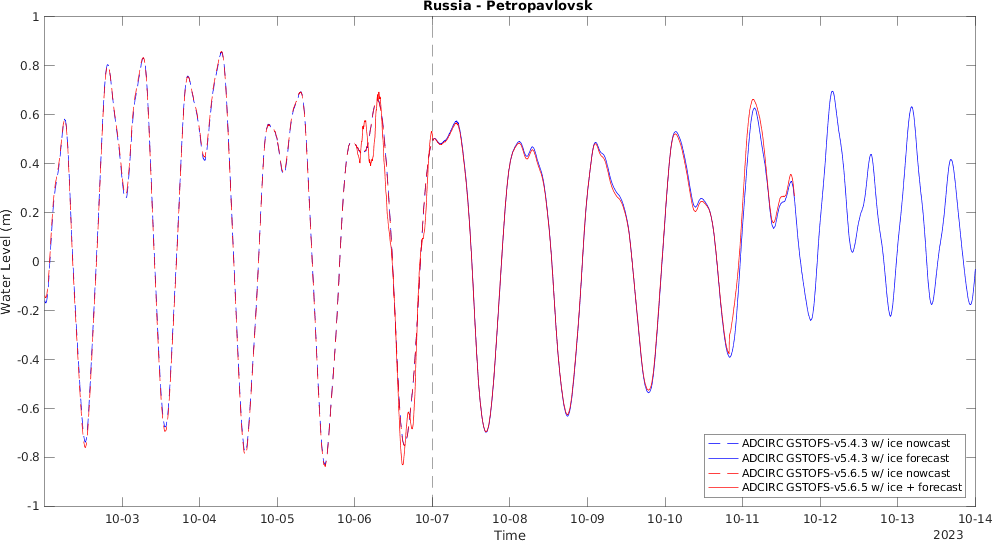 Russia - Petropavlovsk
1
0.8
0.6
0.4
0.2
0
-0.2
-0.4
-0.6
-0.8
-1
Water Level (m)
10-03 10-04 10-05 10-06 10-07 10-08 10-09 10-10 10-11 10-12 10-13 10-14
Time
2023
ADCIRC GSTOFS-v5.4.3 w/ ice nowcast
ADCIRC GSTOFS-v5.4.3 w/ ice forecast
ADCIRC GSTOFS-v5.6.5 w/ ice nowcast
ADCIRC GSTOFS-v5.6.5 w/ ice + forecast